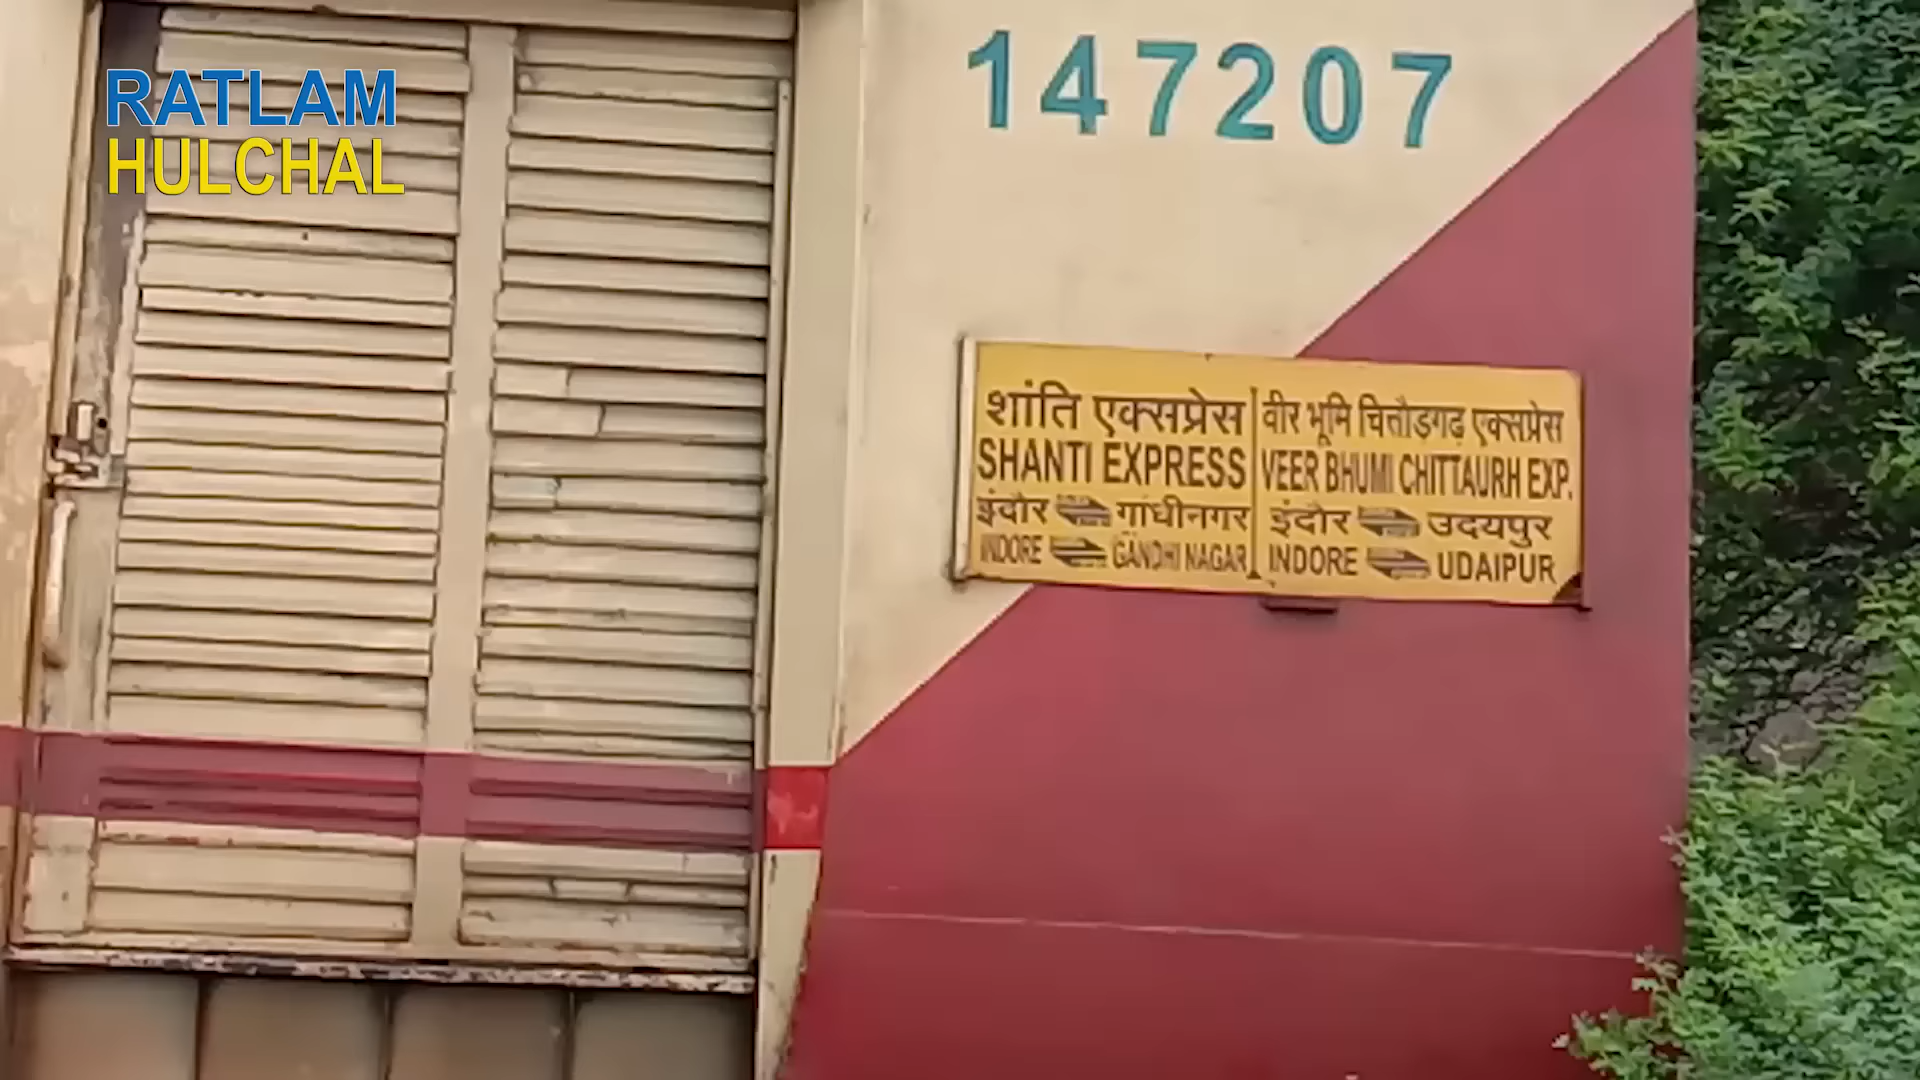 RATLAM
HULCHAL
147207
शांति एक्सप्रेस
SHANTI EXPRESS
इंदौर गांधीनगर
INDORE GANDHI NAGAR
वीर भूमि चितौड़गढ़ एक्सप्रेस
VEER BHUMI CHITTAURH EXP.
इंदौर उदयपुर
INDORE UDAIPUR